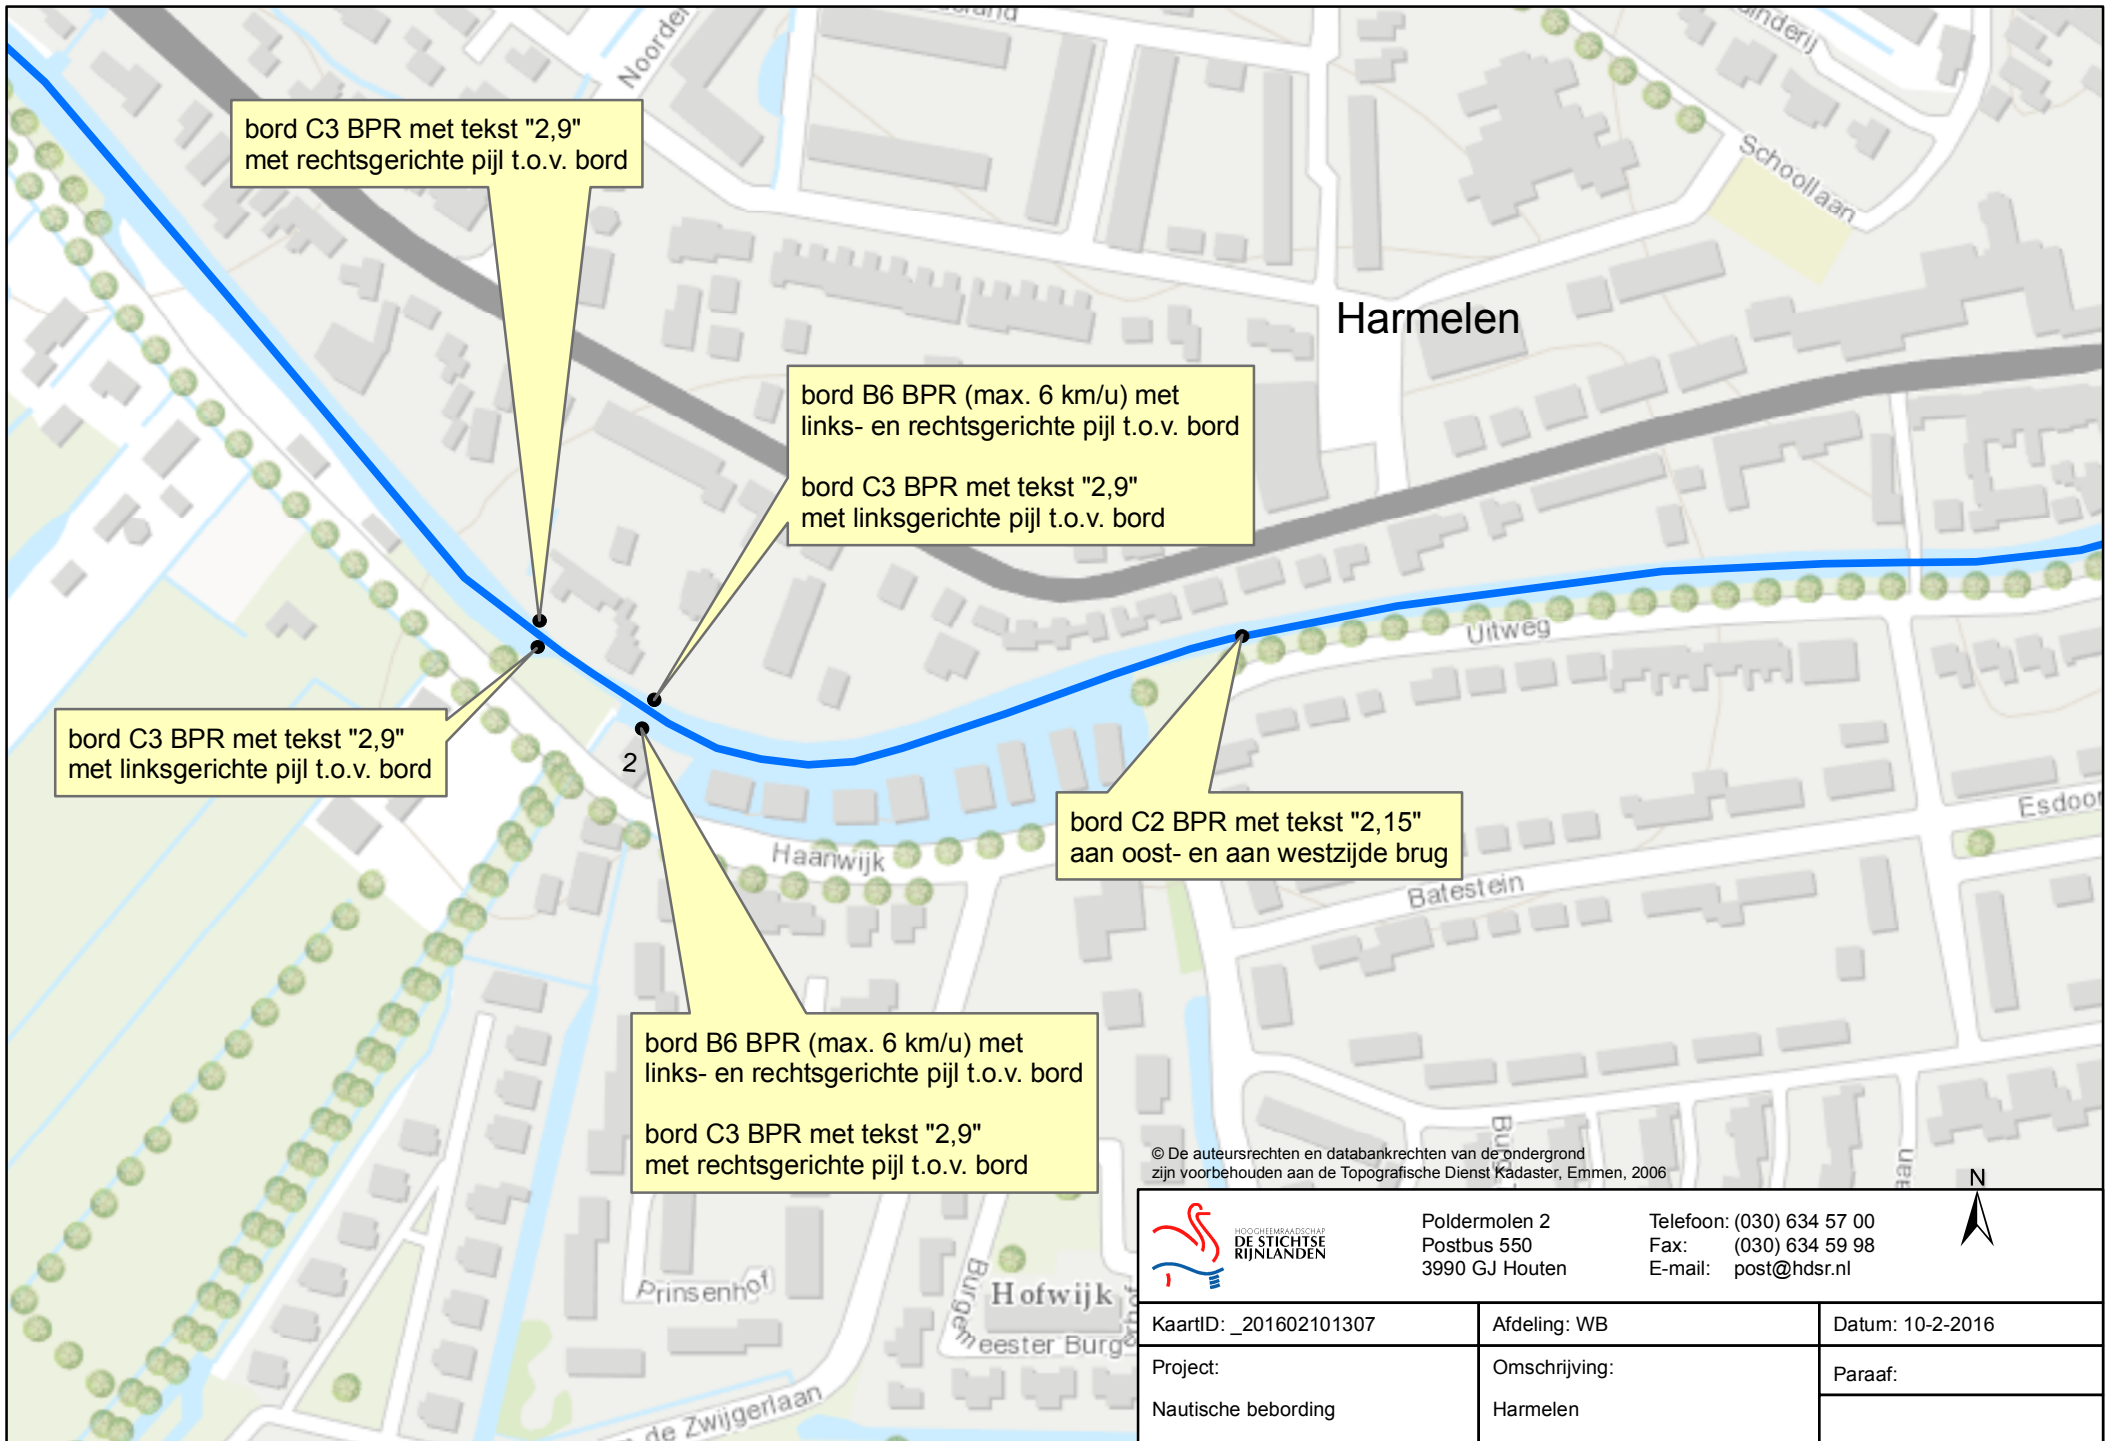 Noorder
Schoollaan
bord C3 BPR met tekst "2,9"
met rechtsgerichte pijl t.o.v. bord
Harmelen
bord B6 BPR (max. 6 km/u) met
links- en rechtsgerichte pijl t.o.v. bord
bord C3 BPR met tekst "2,9"
met linksgerichte pijl t.o.v. bord
Uitweg
bord C3 BPR met tekst "2,9"
met linksgerichte pijl t.o.v. bord
2
bord C2 BPR met tekst "2,15"
aan oost- en aan westzijde brug
Esdoor
Haanwijk
Batestein
bord B6 BPR (max. 6 km/u) met
links- en rechtsgerichte pijl t.o.v. bord
bord C3 BPR met tekst "2,9"
met rechtsgerichte pijl t.o.v. bord
© De auteursrechten en databankrechten van de ondergrond
zijn voorbehouden aan de Topografische Dienst Kadaster, Emmen, 2006
N
HOOGHEEMRAADSCHAP
DE STICHTSE
RIJNLANDEN
Poldermolen 2
Postbus 550
3990 GJ Houten
Telefoon: (030) 634 57 00
Fax: (030) 634 59 98
E-mail: post@hdsr.nl
Prinsenhof
Hofwijk
Burgemeester Burg
de Zwijgerlaan
KaartID: _201602101307
Afdeling: WB
Datum: 10-2-2016
Project:
Nautische bebording
Omschrijving:
Harmelen
Paraaf: